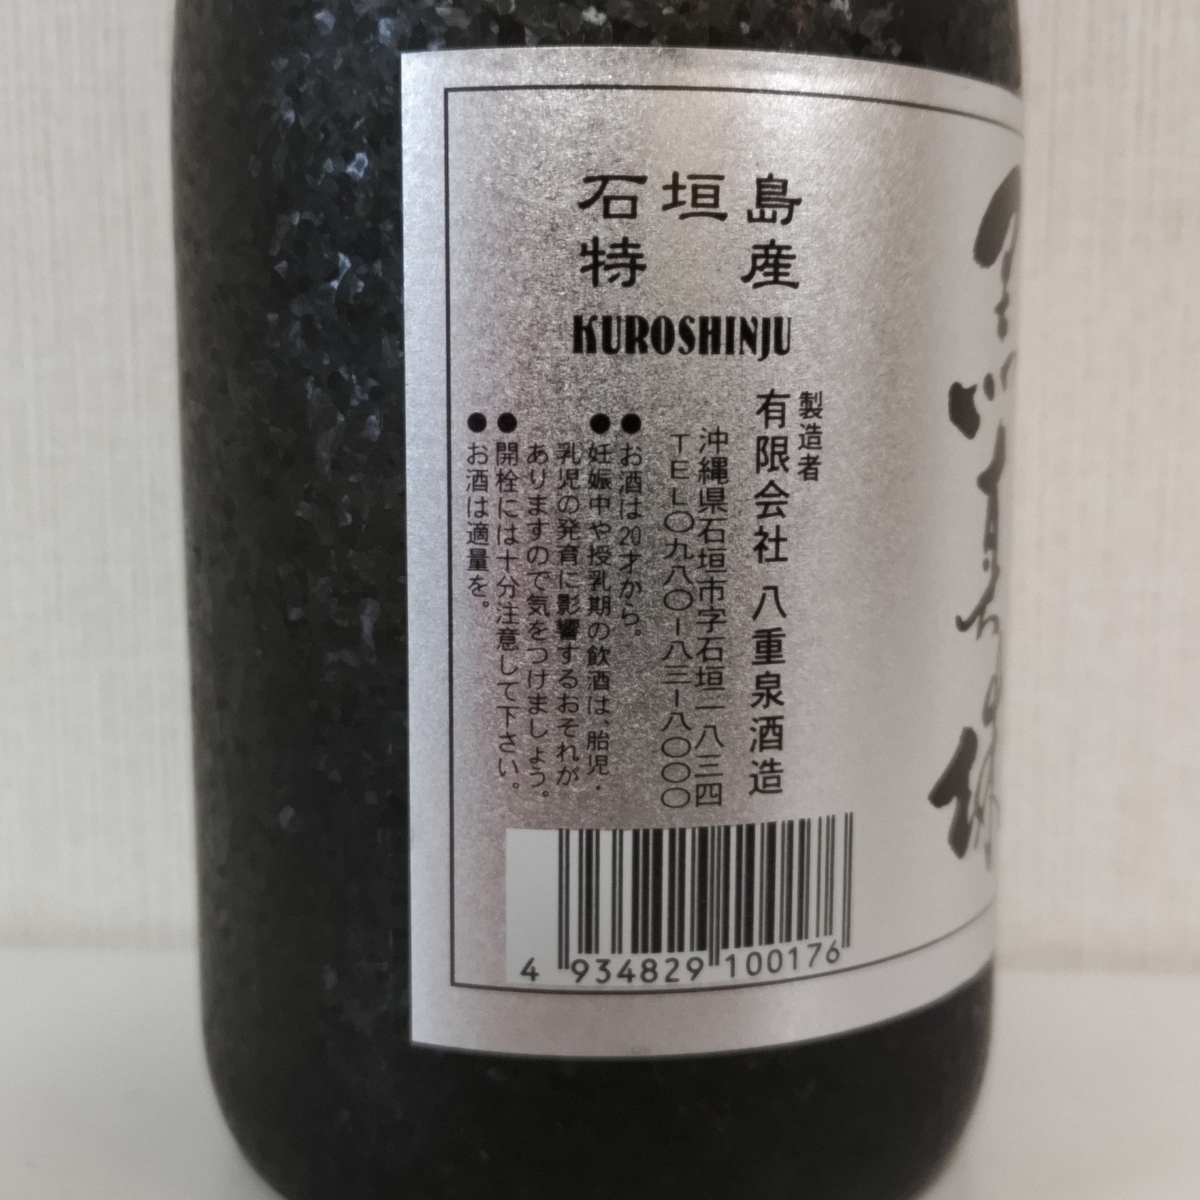 黒真珠
石垣島
特産
KUROSHINJU
製造者
有限会社 八重泉酒造
沖縄県石垣市字石垣一八三四
TEL〇九八〇-八三-八〇〇〇
●お酒は20才から。
●妊娠中や授乳期の飲酒は、胎児・
乳児の発育に影響するおそれが
ありますので気をつけましょう。
●開栓には十分注意して下さい。
●お酒は適量を。
4 934829 100176